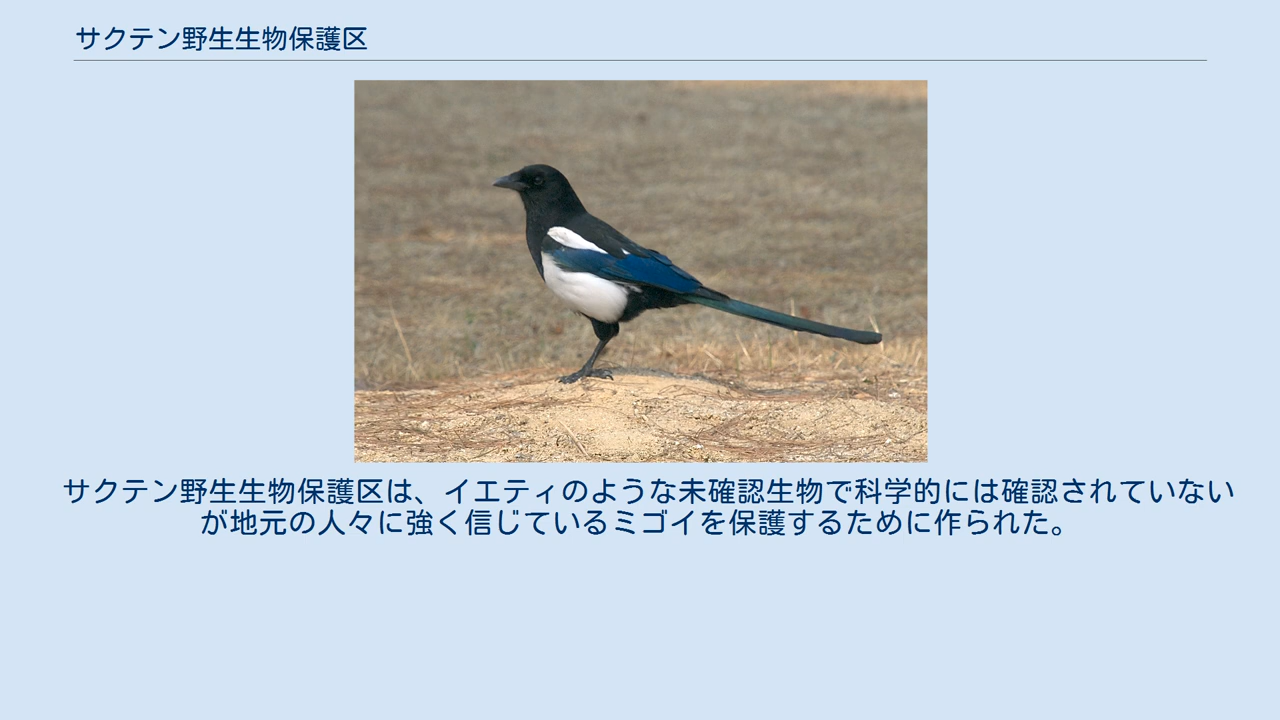 サクテン野生生物保護区
サクテン野生生物保護区は、イエティのような未確認生物で科学的には確認されていない
が地元の人々に強く信じているミゴイを保護するために作られた。